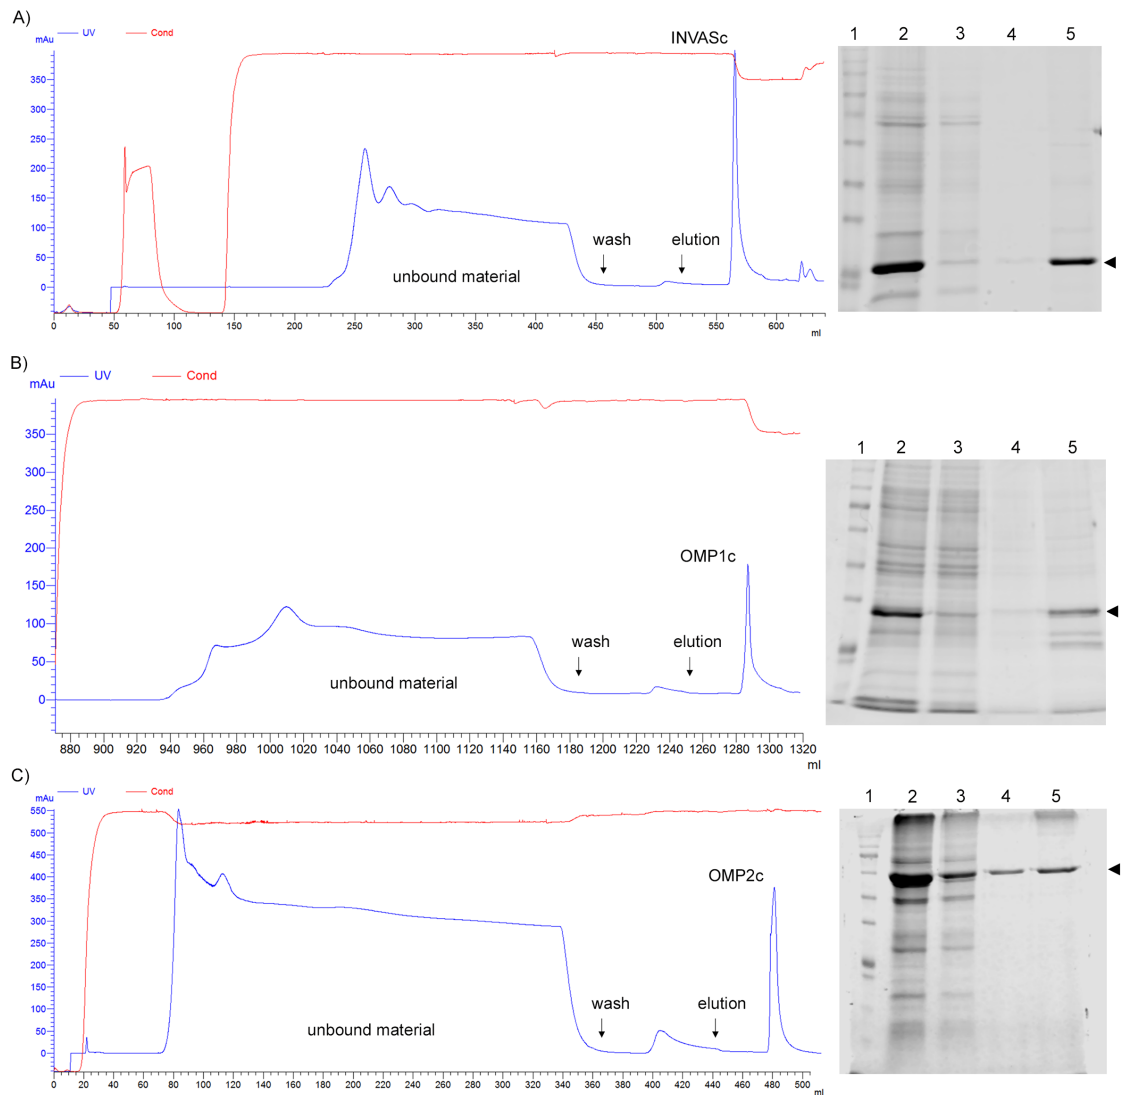 A)
UV Cond
mAu
INVASc
1 2 3 4 5
350
300
250
200
150
100
50
0
wash elution
unbound material
0 50 100 150 200 250 300 350 400 450 500 550 600
ml
B)
UV Cond
mAu
350
300
250
200
150
100
50
0
OMP1c
1 2 3 4 5
wash elution
unbound material
880 900 920 940 960 980 1000 1020 1040 1060 1080 1100 1120 1140 1160 1180 1200 1220 1240 1260 1280 1300 1320
ml
C)
UV Cond
mAu
550
500
450
400
350
300
250
200
150
100
50
0
OMP2c
1 2 3 4 5
wash elution
unbound material
0 20 40 60 80 100 120 140 160 180 200 220 240 260 280 300 320 340 360 380 400 420 440 460 480 500
ml